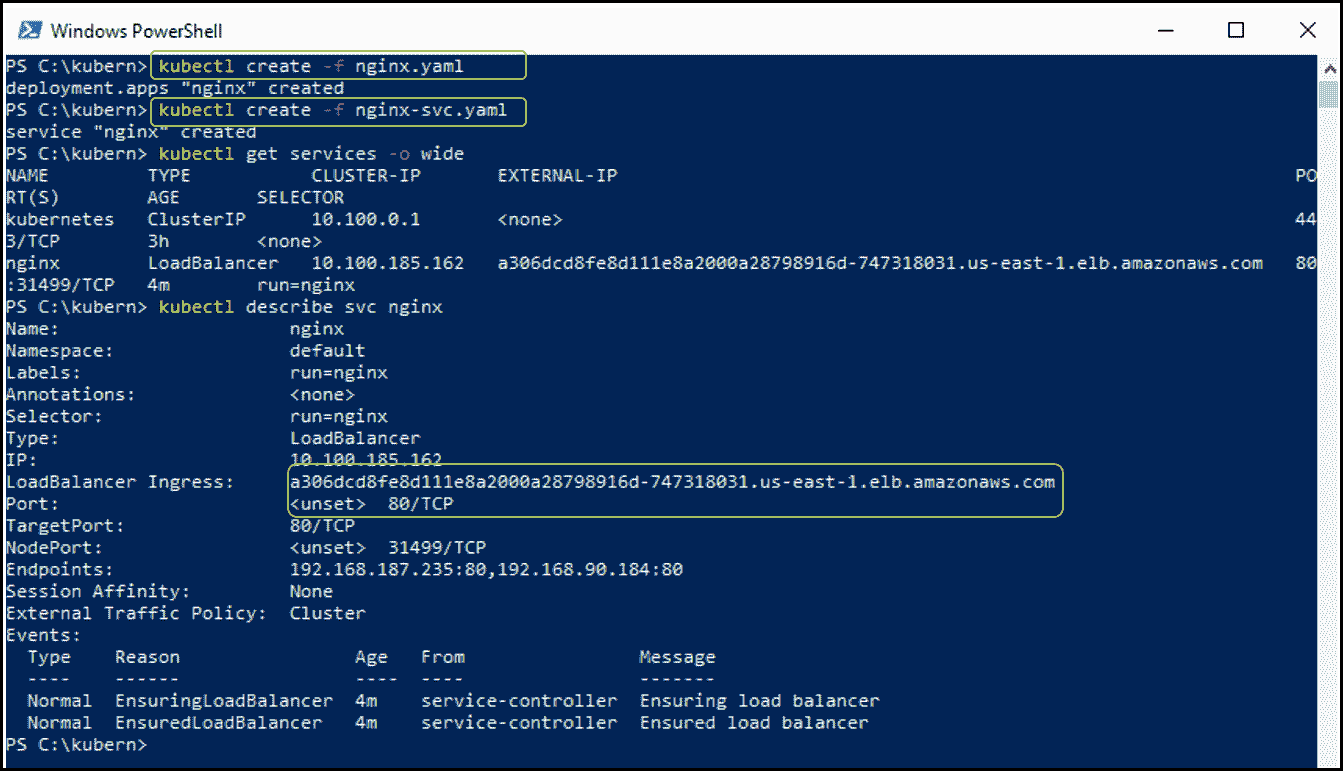 Windows PowerShell
PS C:\kubern> kubectl create -f nginx.yaml
deployment.apps "nginx" created
PS C:\kubern> kubectl create -f nginx-svc.yaml
service "nginx" created
PS C:\kubern> kubectl get services -o wide
NAME TYPE CLUSTER-IP EXTERNAL-IP PO
RT(S) AGE SELECTOR
kubernetes ClusterIP 10.100.0.1 <none> 44
3/TCP 3h <none>
nginx LoadBalancer 10.100.185.162 a306dcd8fe8d111e8a2000a28798916d-747318031.us-east-1.elb.amazonaws.com 80
:31499/TCP 4m run=nginx
PS C:\kubern> kubectl describe svc nginx
Name: nginx
Namespace: default
Labels: run=nginx
Annotations: <none>
Selector: run=nginx
Type: LoadBalancer
IP: 10.100.185.162
LoadBalancer Ingress: a306dcd8fe8d111e8a2000a28798916d-747318031.us-east-1.elb.amazonaws.com
Port: <unset> 80/TCP
TargetPort: 80/TCP
NodePort: <unset> 31499/TCP
Endpoints: 192.168.187.235:80,192.168.90.184:80
Session Affinity: None
External Traffic Policy: Cluster
Events:
Type Reason Age From Message
---- ------ ---- ---- -------
Normal EnsuringLoadBalancer 4m service-controller Ensuring load balancer
Normal EnsuredLoadBalancer 4m service-controller Ensured load balancer
PS C:\kubern>